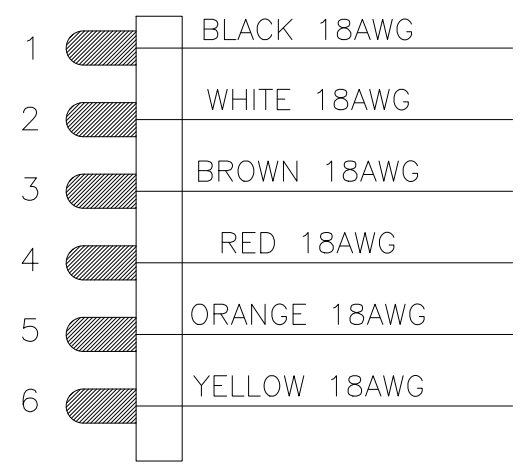 1 BLACK 18AWG
2 WHITE 18AWG
3 BROWN 18AWG
4 RED 18AWG
5 ORANGE 18AWG
6 YELLOW 18AWG